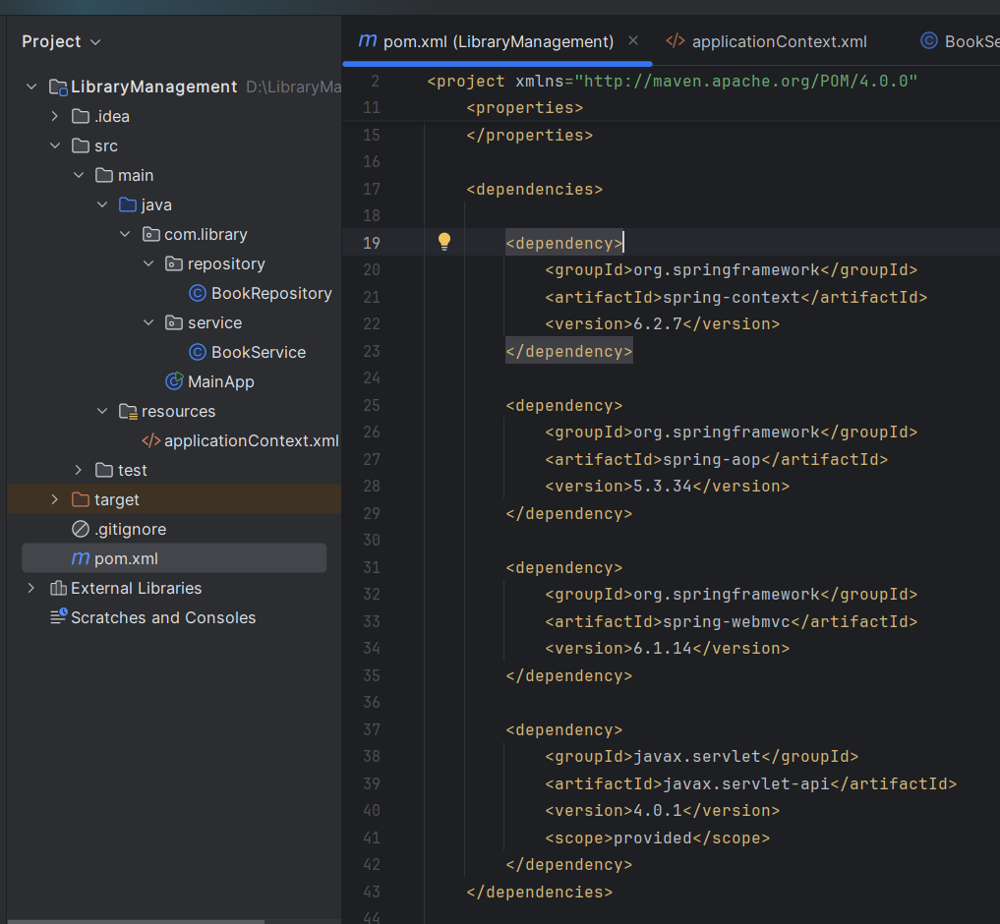 Project
LibraryManagement D:\LibraryMa
.idea
src
main
java
com.library
repository
BookRepository
service
BookService
MainApp
resources
applicationContext.xml
test
target
.gitignore
pom.xml
External Libraries
Scratches and Consoles
pom.xml (LibraryManagement) applicationContext.xml BookSe
2 <project xmlns="http://maven.apache.org/POM/4.0.0"
11 <properties>
15 </properties>
16
17 <dependencies>
18
19 <dependency>
20 <groupId>org.springframework</groupId>
21 <artifactId>spring-context</artifactId>
22 <version>6.2.7</version>
23 </dependency>
24
25 <dependency>
26 <groupId>org.springframework</groupId>
27 <artifactId>spring-aop</artifactId>
28 <version>5.3.34</version>
29 </dependency>
30
31 <dependency>
32 <groupId>org.springframework</groupId>
33 <artifactId>spring-webmvc</artifactId>
34 <version>6.1.14</version>
35 </dependency>
36
37 <dependency>
38 <groupId>javax.servlet</groupId>
39 <artifactId>javax.servlet-api</artifactId>
40 <version>4.0.1</version>
41 <scope>provided</scope>
42 </dependency>
43 </dependencies>
44